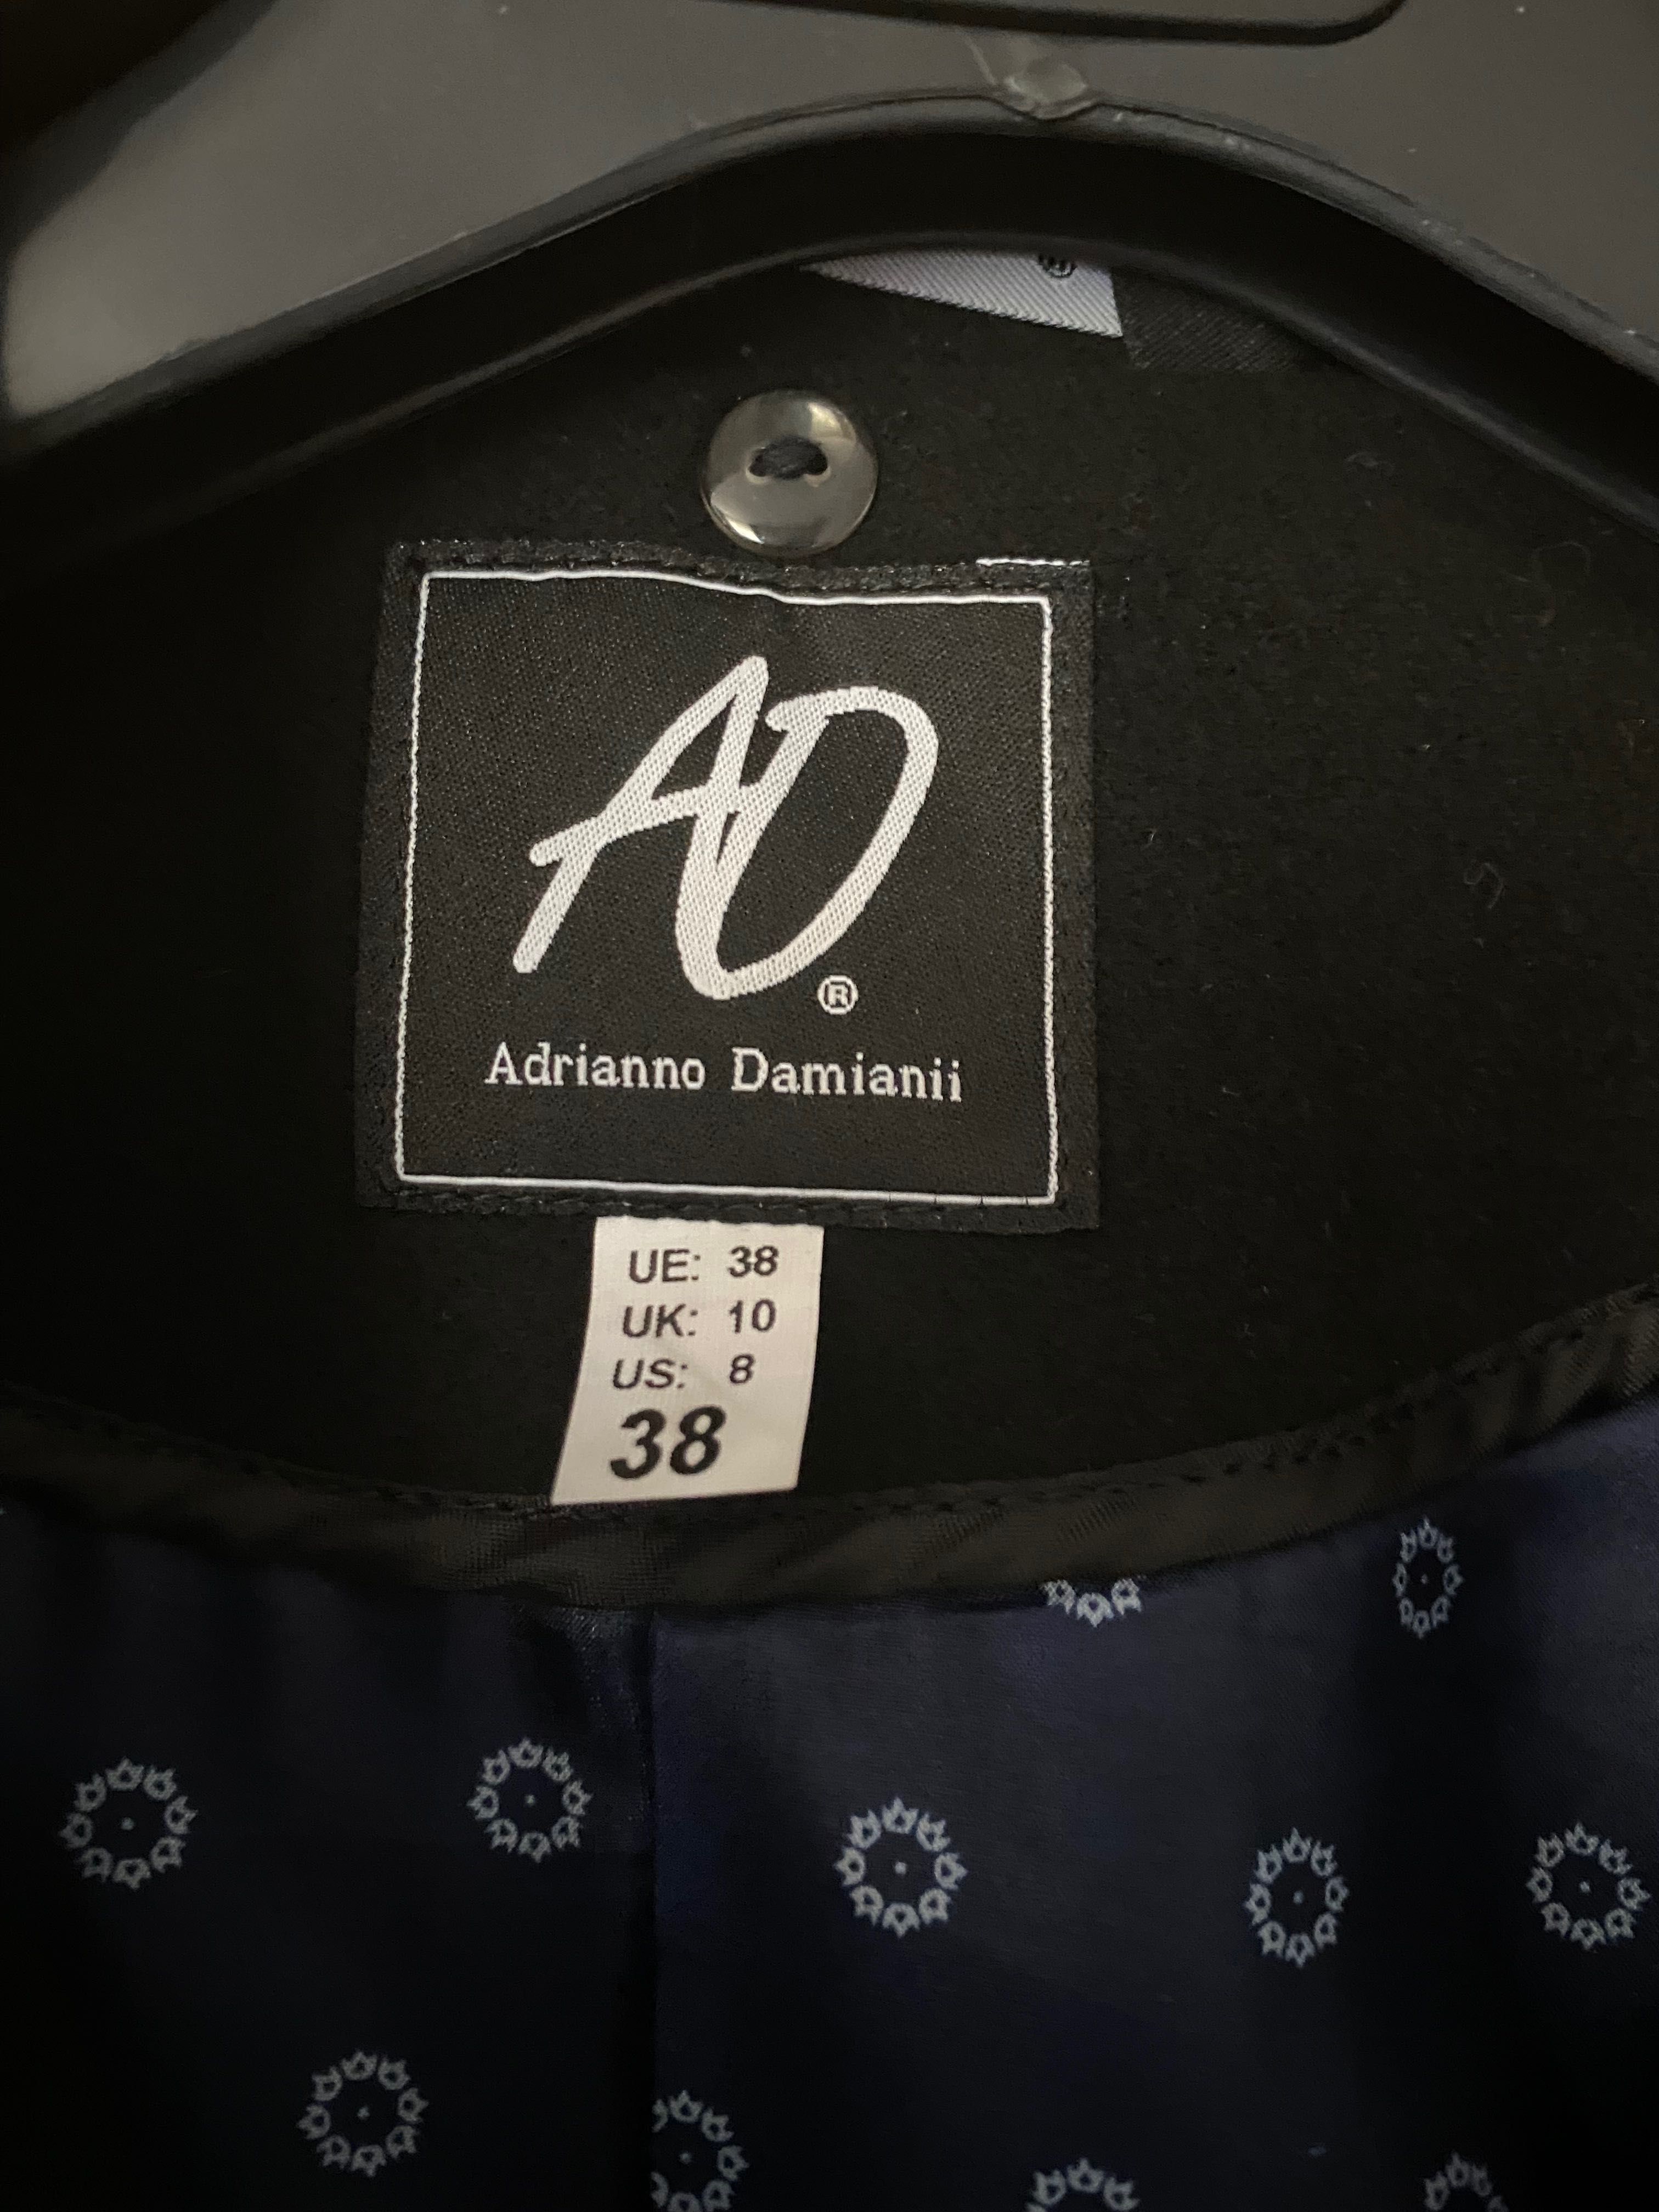 ®
AD®
Adrianno Damianii
UE: 38
UK: 10
US: 8
38